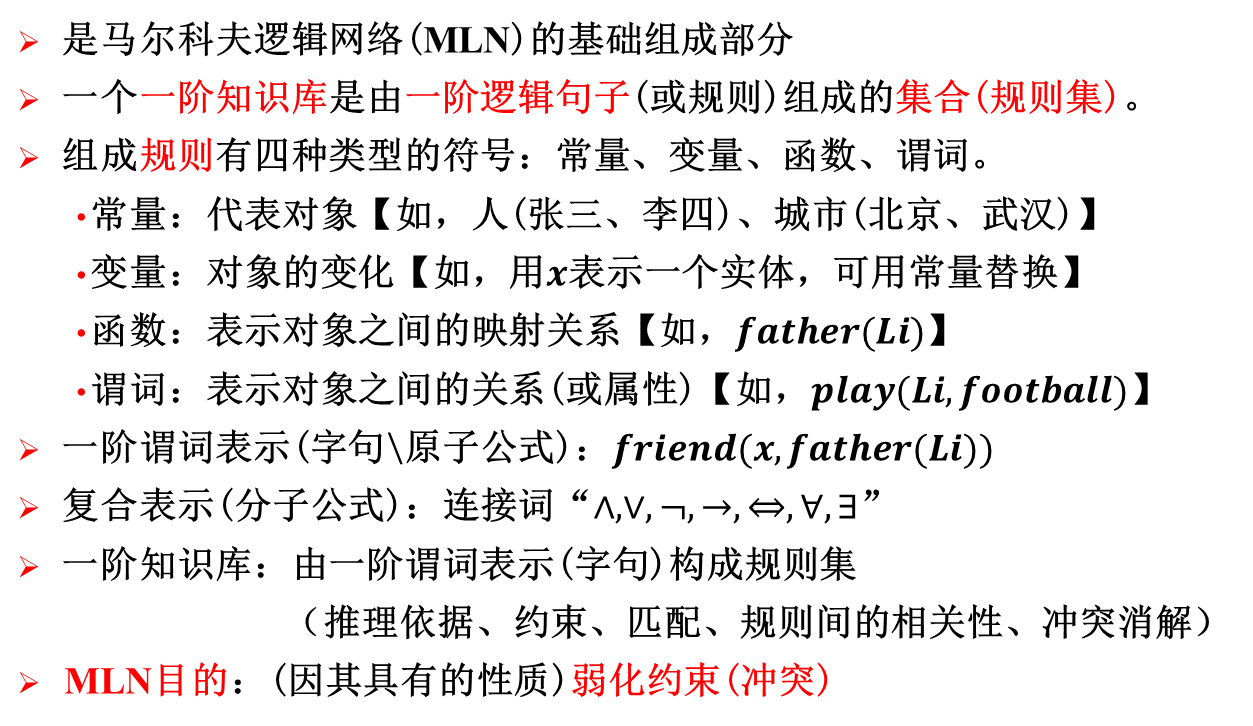 ➢ 是马尔科夫逻辑网络(MLN)的基础组成部分
➢ 一个一阶知识库是由一阶逻辑句子(或规则)组成的集合(规则集)。
➢ 组成规则有四种类型的符号：常量、变量、函数、谓词。
•常量：代表对象【如，人(张三、李四)、城市(北京、武汉)】
•变量：对象的变化【如，用x表示一个实体，可用常量替换】
•函数：表示对象之间的映射关系【如，father(Li)】
•谓词：表示对象之间的关系(或属性)【如，play(Li,football)】
➢ 一阶谓词表示(字句\原子公式)：friend(x,father(Li))
➢ 复合表示(分子公式)：连接词“∧,∨,¬,→,⇔,∀,∃”
➢ 一阶知识库：由一阶谓词表示(字句)构成规则集
（推理依据、约束、匹配、规则间的相关性、冲突消解）
➢ MLN目的：(因其具有的性质)弱化约束(冲突)